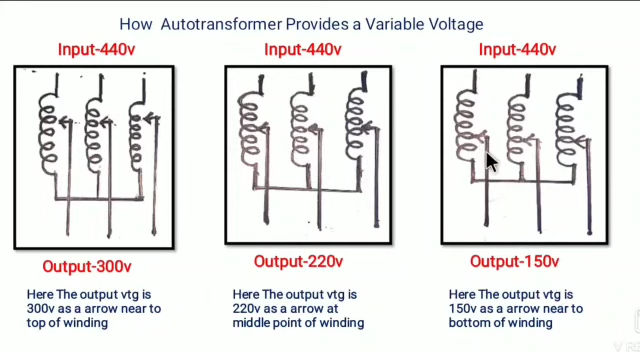 How Autotransformer Provides a Variable Voltage
Input-440v
Input-440v
Input-440v
Output-300v
Output-220v
Output-150v
Here The output vtg is
300v as a arrow near to
top of winding
Here the output vtg is
220v as a arrow at
middle point of winding
Here the output vtg is
150v as a arrow near to
bottom of winding